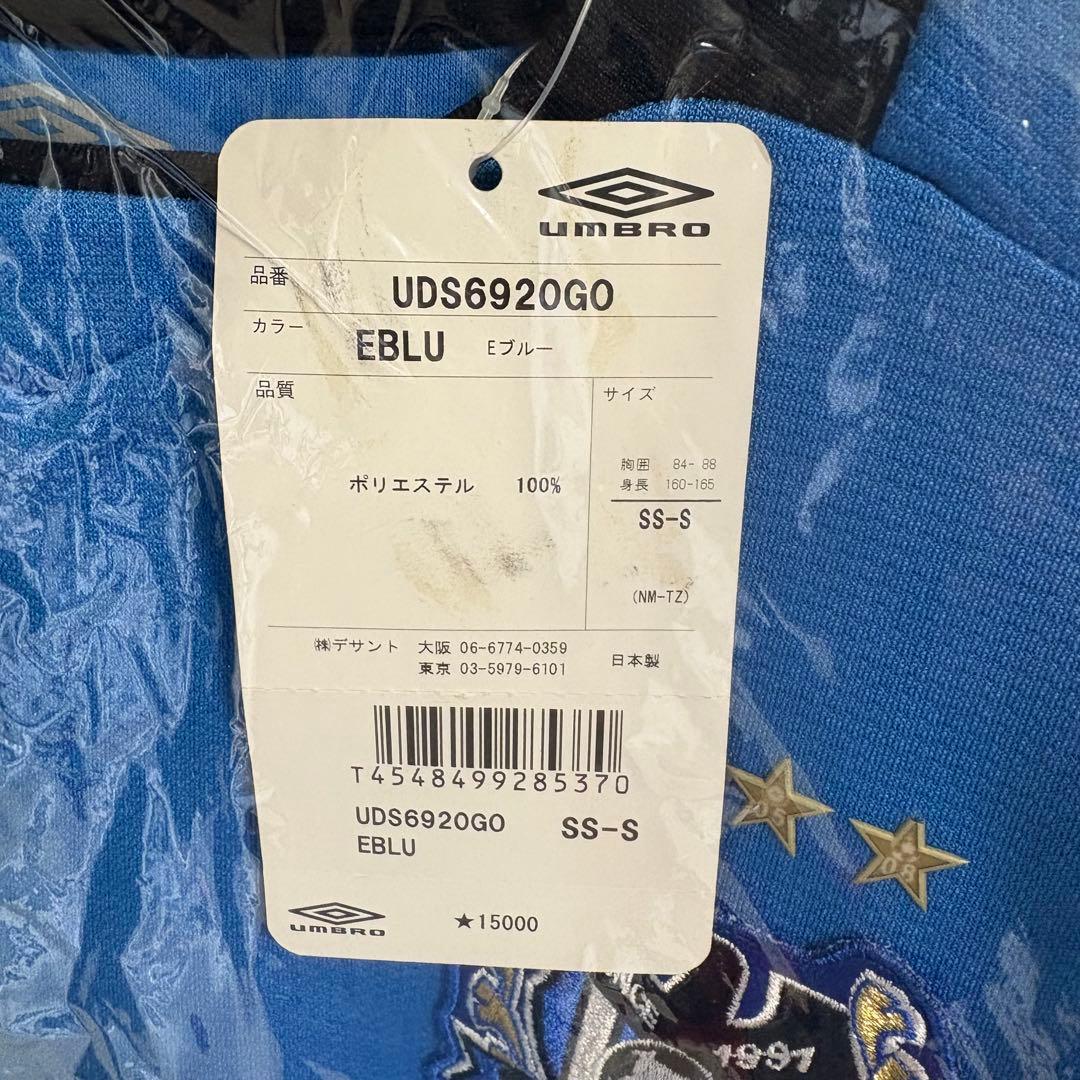 UMBRO
品番 UDS6920GO
カラー EBLU Eブルー
品質
サイズ
胸囲 84-88
身長 160-165
ポリエステル 100%
SS-S
(NM-TZ)
㈱デサント 大阪 06-6774-0359
東京 03-5979-6101
日本製
T4548499285370
UDS6920GO SS-S
EBLU
UMBRO ★15000
05
08
1991